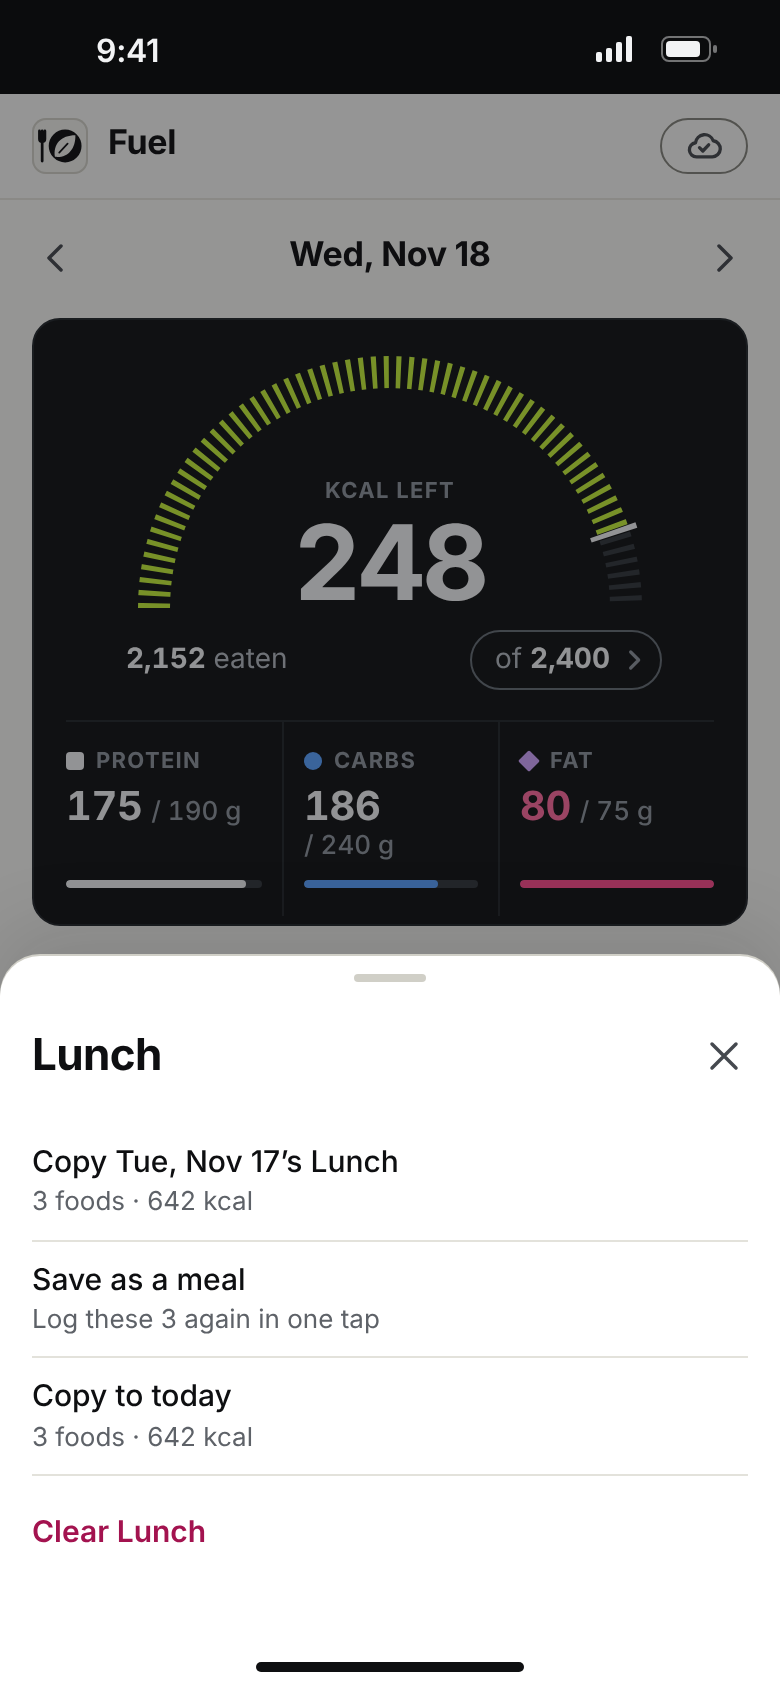 9:41
Fuel
Wed, Nov 18
KCAL LEFT
248
2,152 eaten
of 2,400
PROTEIN
175 / 190 g
CARBS
186
/ 240 g
FAT
80 / 75 g
Lunch
Copy Tue, Nov 17’s Lunch
3 foods · 642 kcal
Save as a meal
Log these 3 again in one tap
Copy to today
3 foods · 642 kcal
Clear Lunch